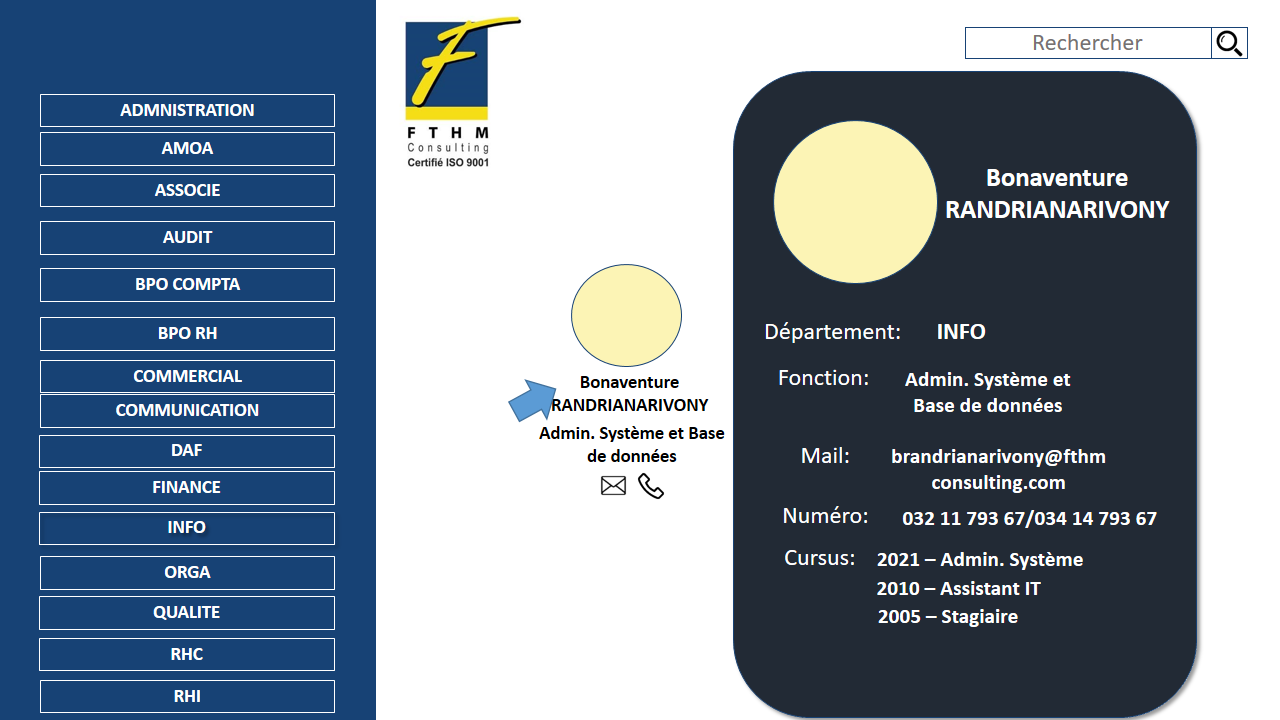 ADMNISTRATION
AMOA
ASSOCIE
AUDIT
BPO COMPTA
BPO RH
COMMERCIAL
COMMUNICATION
DAF
FINANCE
INFO
ORGA
QUALITE
RHC
RHI
F T H M
Consulting
Certifié ISO 9001
Rechercher
Bonaventure
RANDRIANARIVONY
Admin. Système et Base
de données
Bonaventure
RANDRIANARIVONY
Département: INFO
Fonction: Admin. Système et
Base de données
Mail: brandrianarivony@fthm
consulting.com
Numéro: 032 11 793 67/034 14 793 67
Cursus: 2021 – Admin. Système
2010 – Assistant IT
2005 – Stagiaire